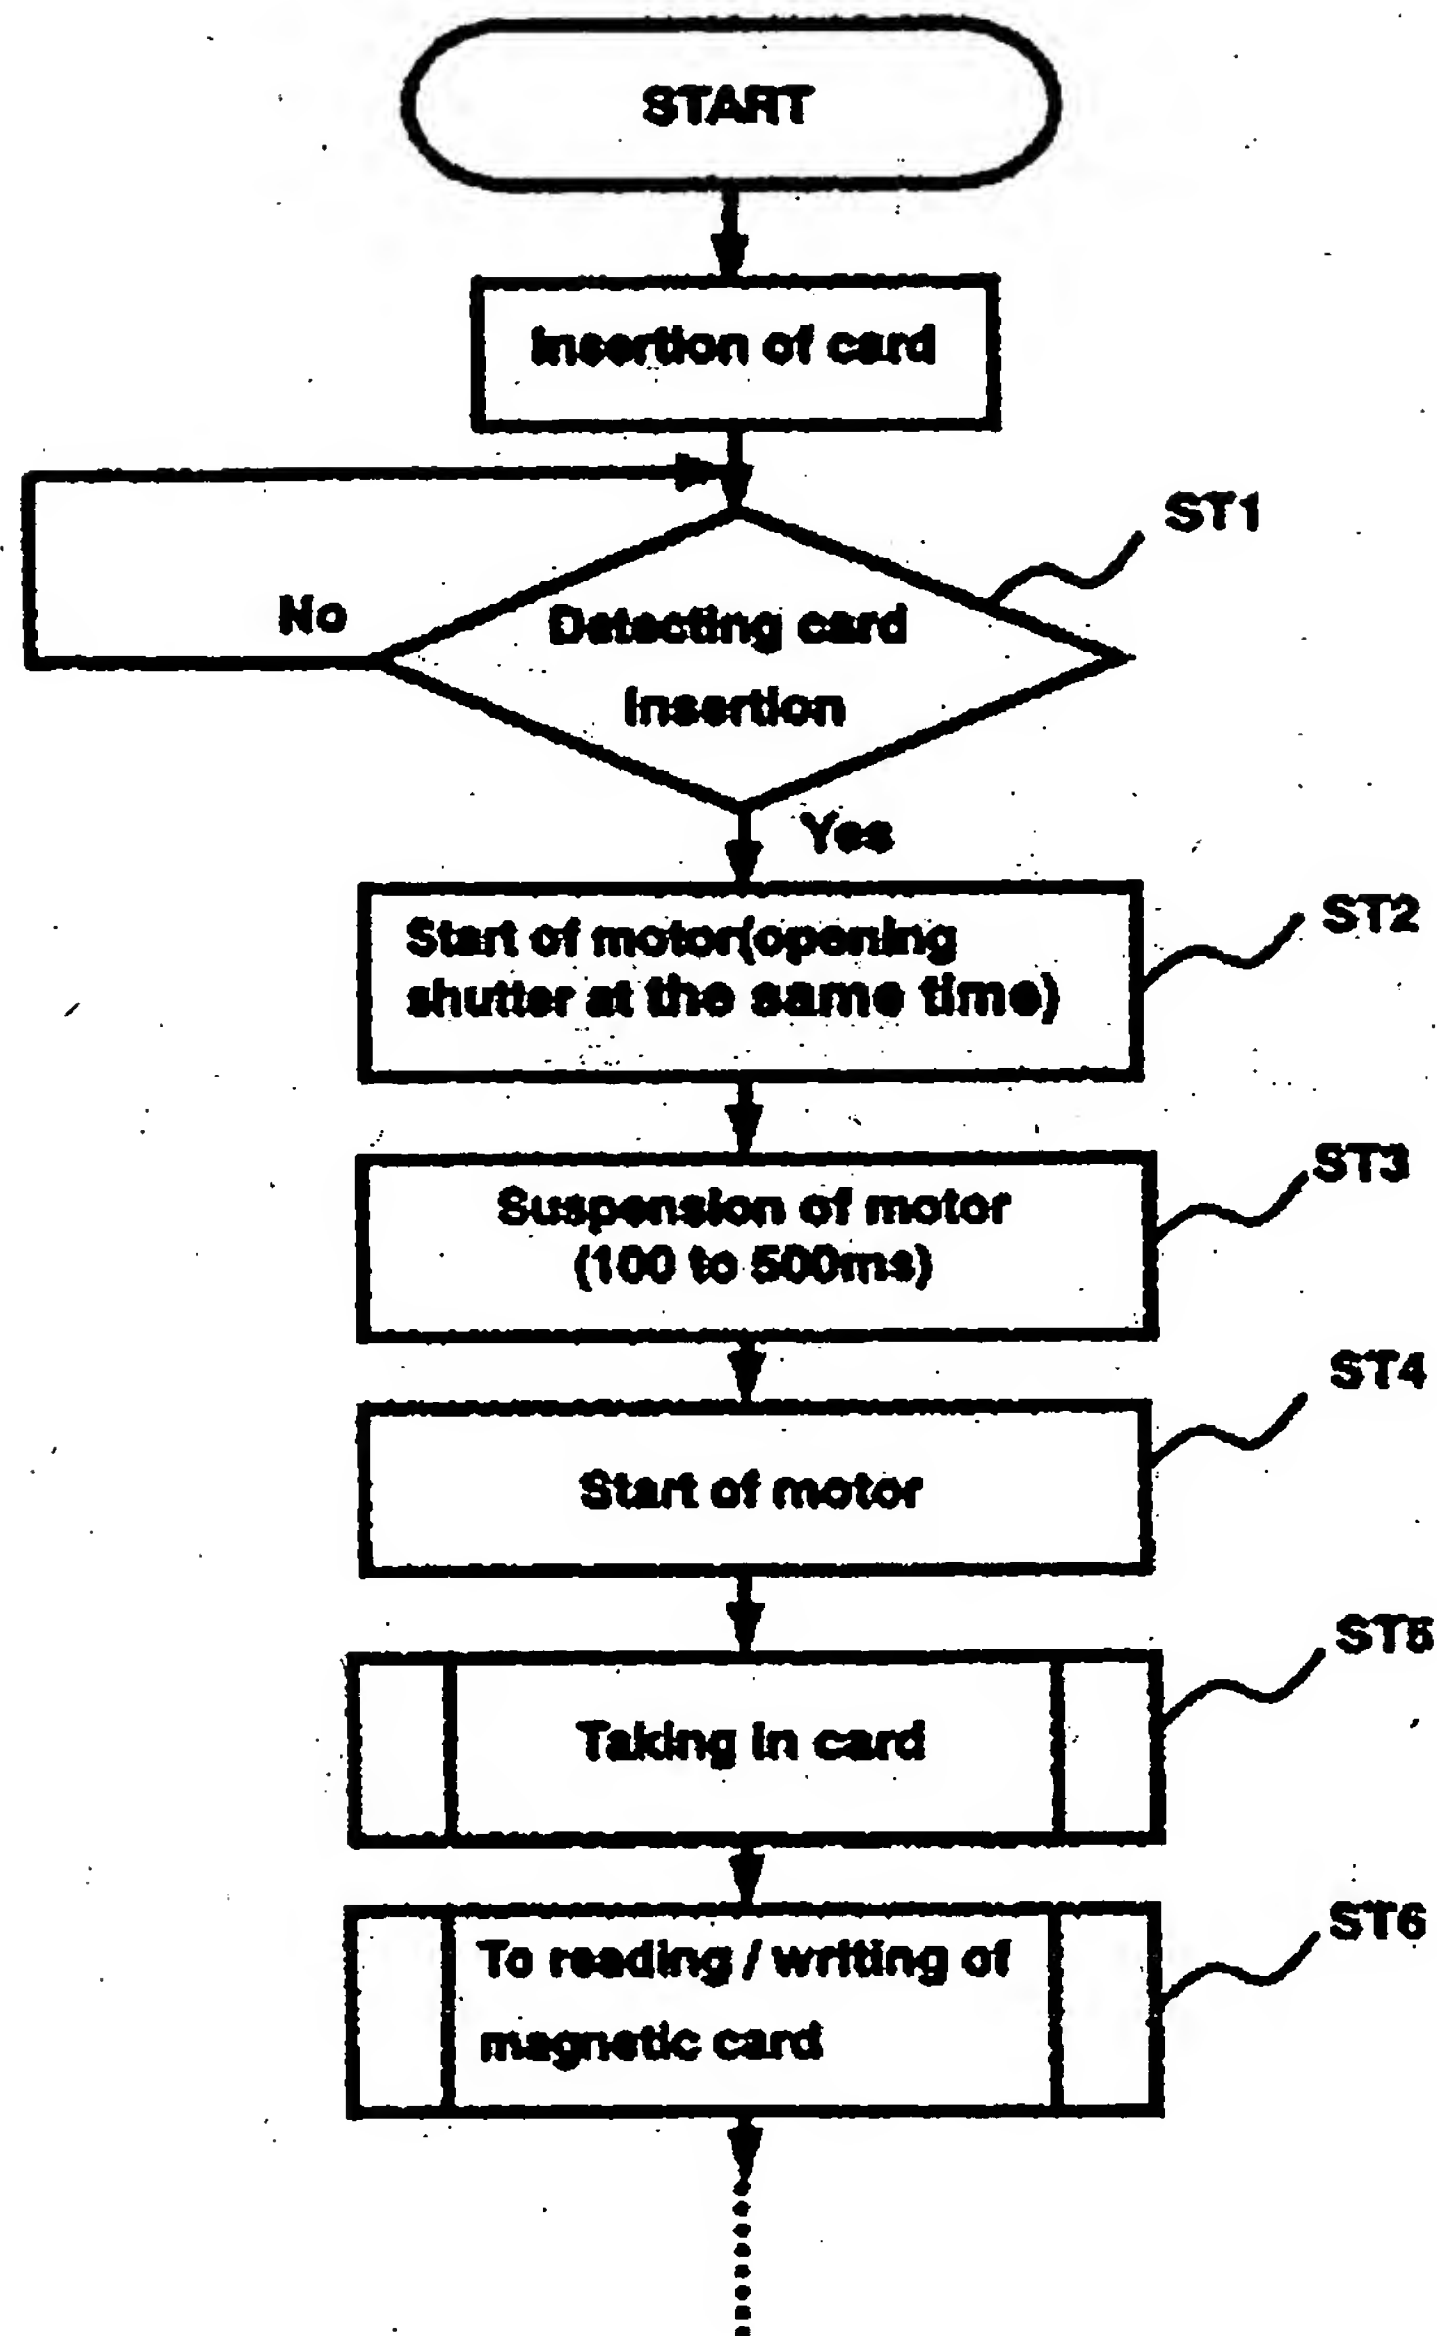 START
Insertion of card
ST1
No
Detecting card
insertion
Yes
ST2
Start of motor(opening
shutter at the same time)
ST3
Suspension of motor
(100 to 500ms)
ST4
Start of motor
ST5
Taking in card
ST6
To reading / writing of
magnetic card